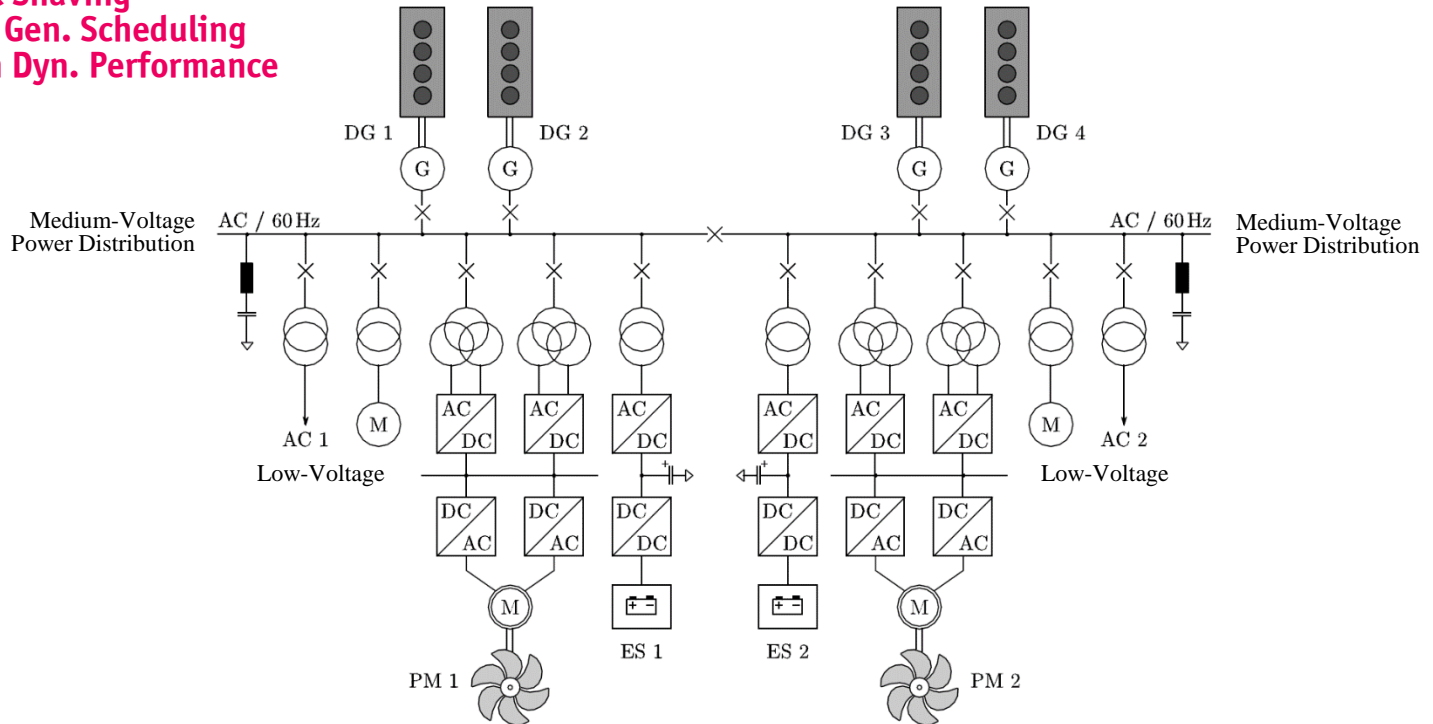 Shaving
Gen. Scheduling
Dyn. Performance
DG 1
DG 2
DG 3
DG 4
G
G
G
G
Medium-Voltage
Power Distribution
AC / 60 Hz
AC / 60 Hz
Medium-Voltage
Power Distribution
AC
DC
AC
DC
AC
DC
AC
DC
AC
DC
AC
DC
AC 1
M
M
AC 2
Low-Voltage
Low-Voltage
+
+
DC
AC
DC
AC
DC
DC
DC
DC
DC
AC
DC
AC
M
+ −
+ −
M
ES 1
ES 2
PM 1
PM 2